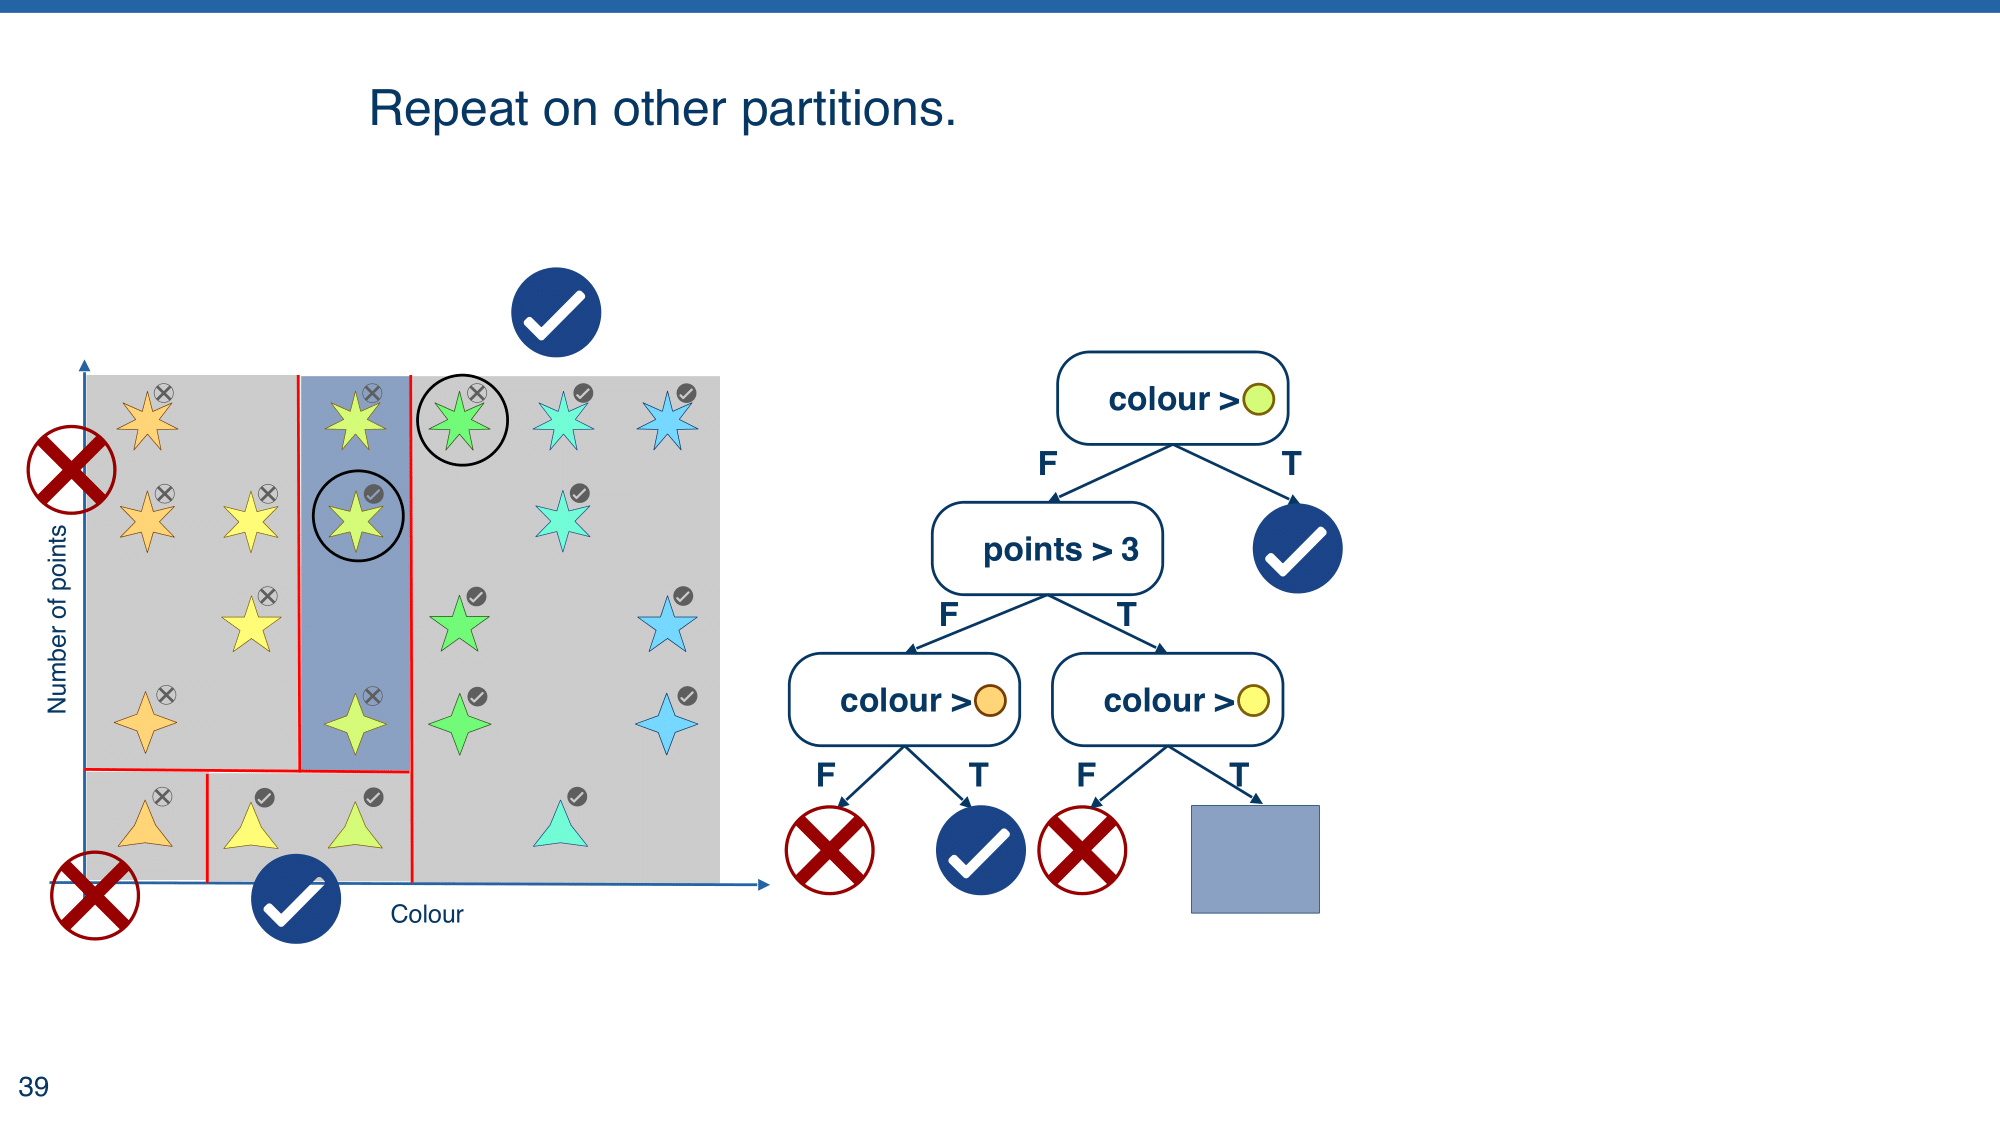 Repeat on other partitions.
Number of points
Colour
colour >
F
T
points > 3
F
T
colour >
colour >
F
T
F
T
39